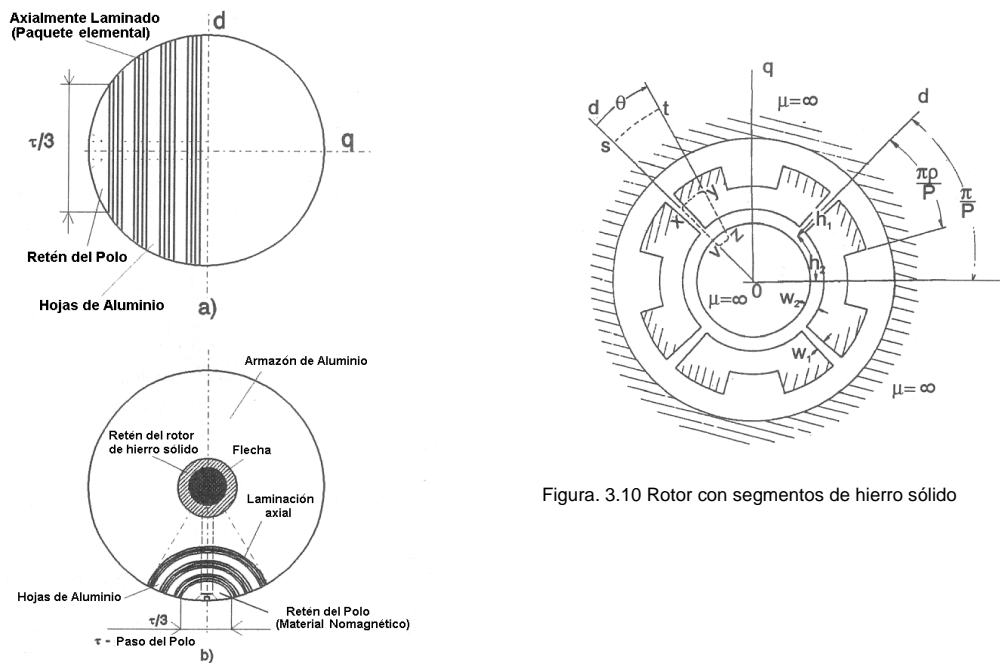 Axialmente Laminado
(Paquete elemental)
d
τ/3
q
Retén del Polo
Hojas de Aluminio
a)
Armazón de Aluminio
Retén del rotor
de hierro sólido
Flecha
Laminación
axial
Hojas de Aluminio
Retén del Polo
(Material Nomagnético)
τ/3
τ - Paso del Polo
b)
q
μ=∞
d
θ
t
s
d
πρ/P
π/P
x
y
h₁
v
z
h₂
μ=∞
0
w₂
w₁
μ=∞
Figura. 3.10 Rotor con segmentos de hierro sólido